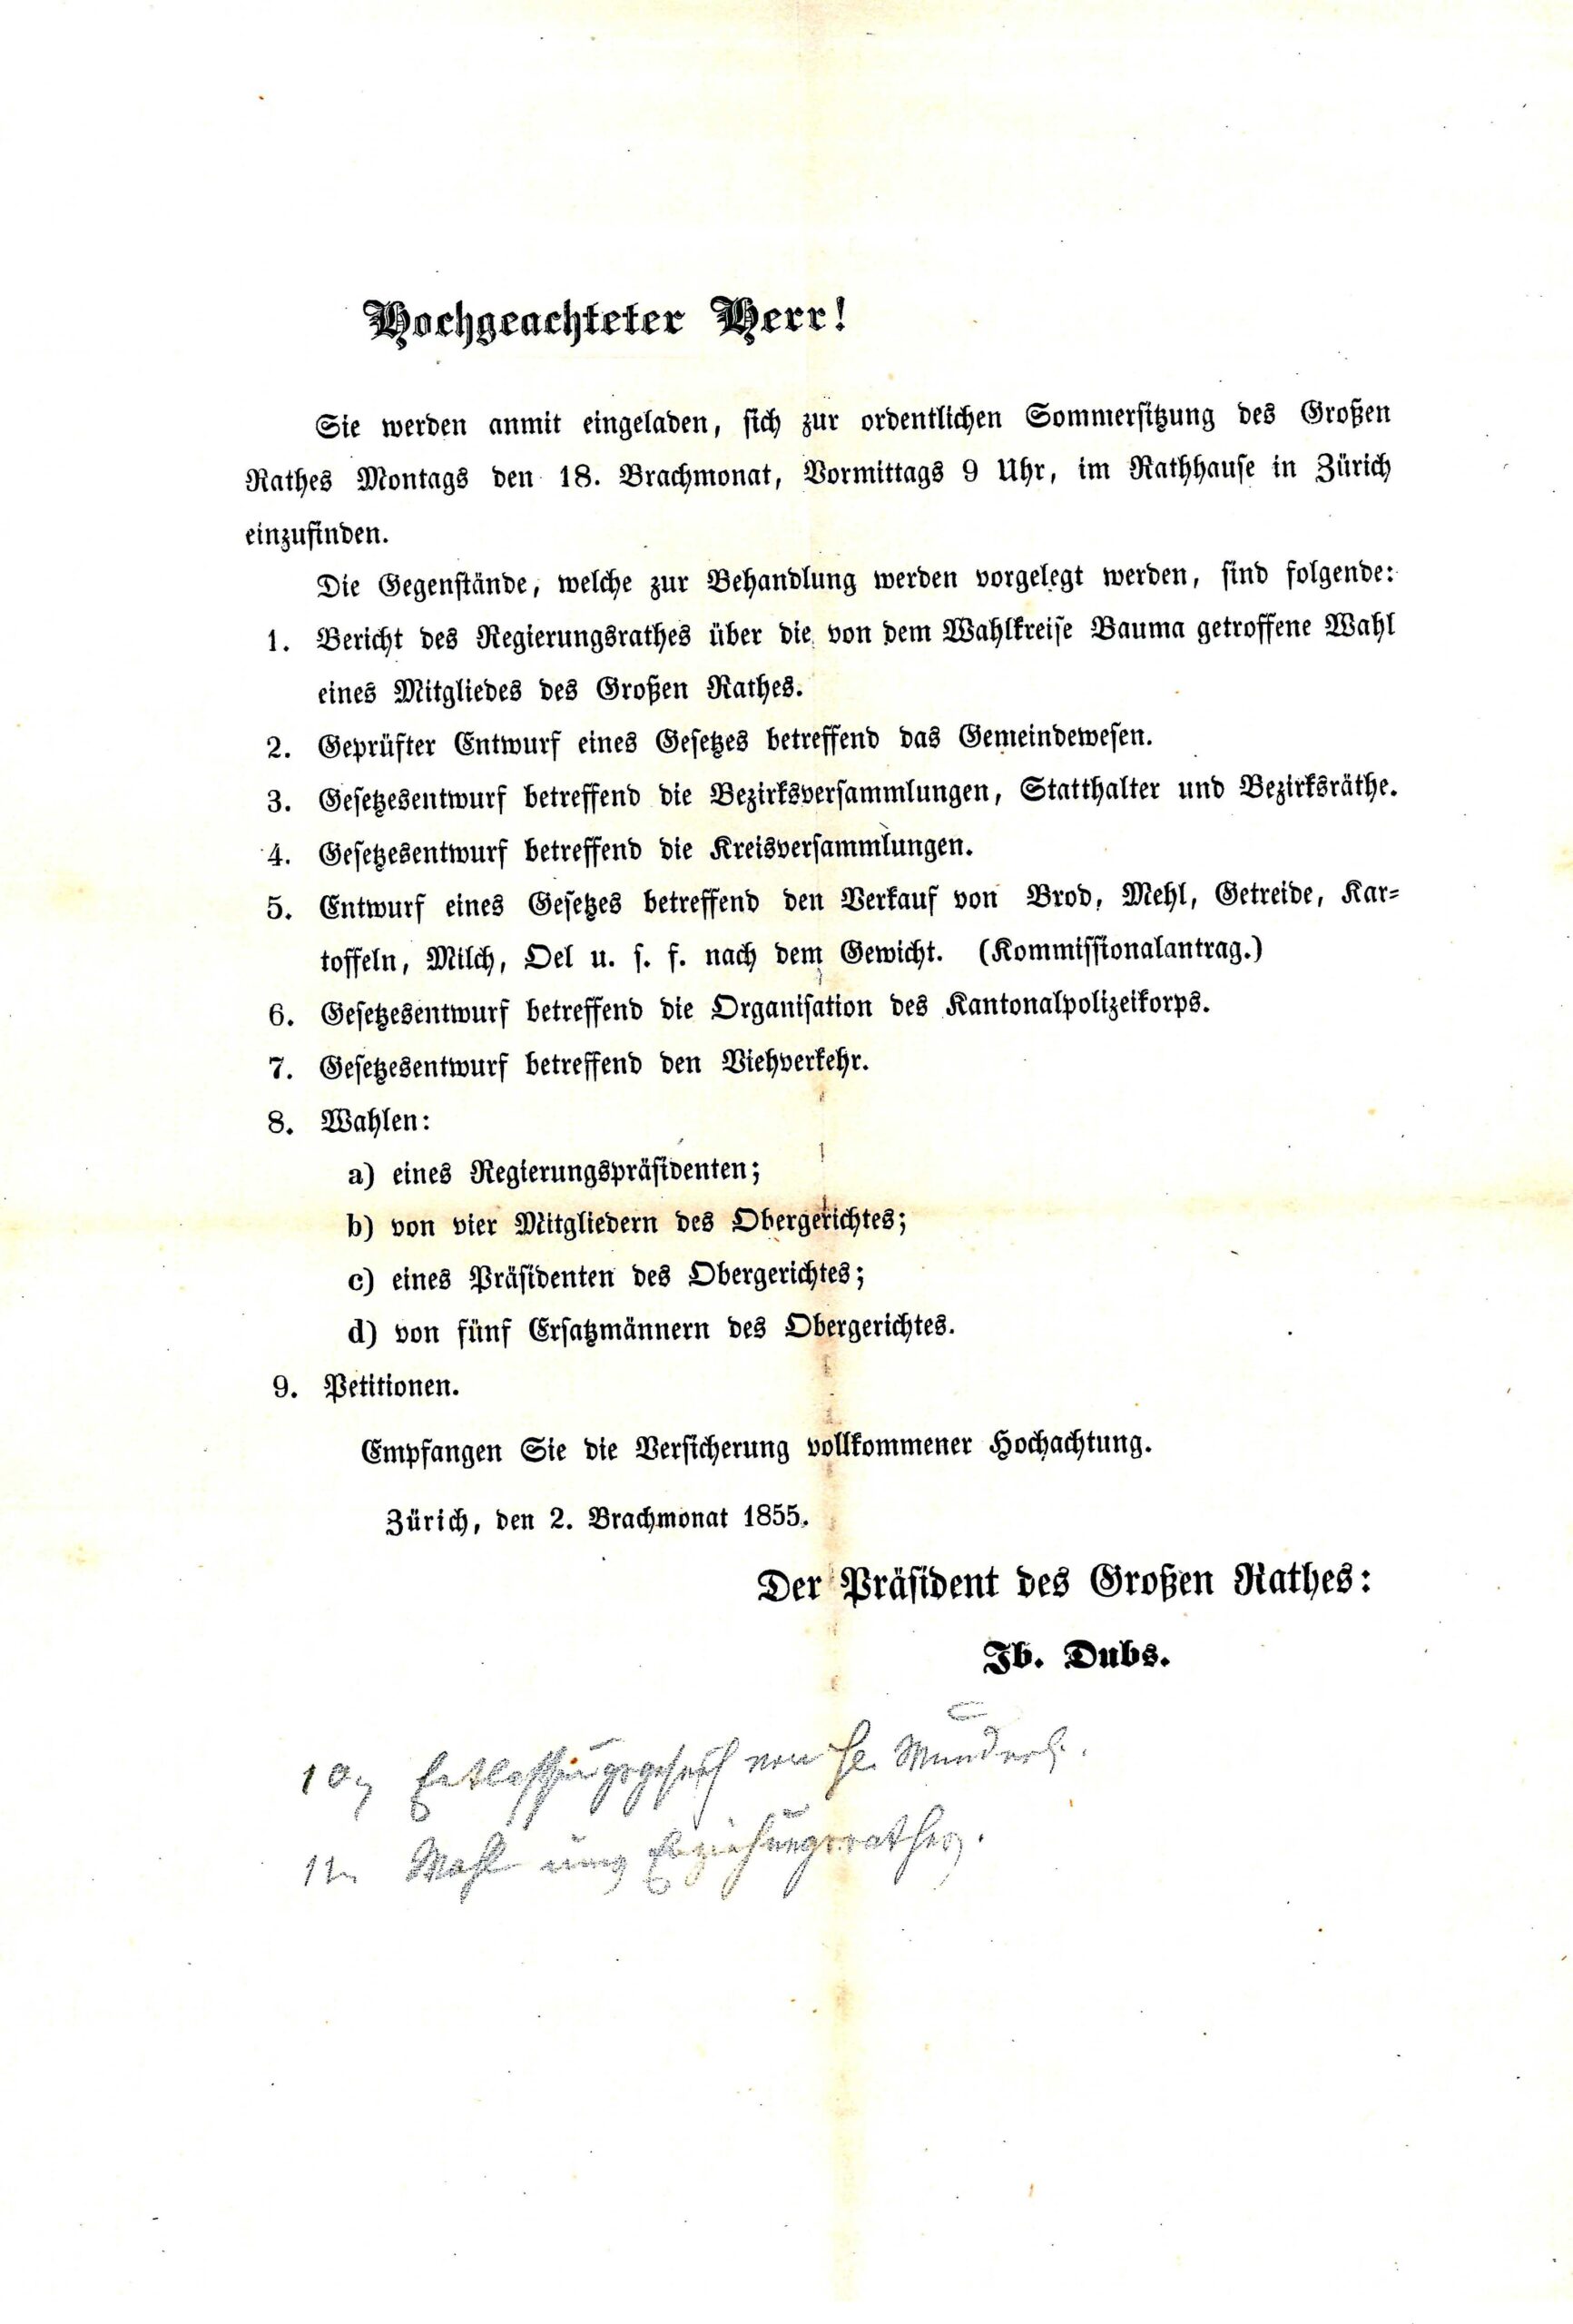 Hochgeachteter Herr!
Sie werden anmit eingeladen, sich zur ordentlichen Sommersitzung des Großen
Rathes Montags den 18. Brachmonat, Vormittags 9 Uhr, im Rathhause in Zürich
einzufinden.
Die Gegenstände, welche zur Behandlung werden vorgelegt werden, sind folgende:
1. Bericht des Regierungsrathes über die von dem Wahlkreise Bauma getroffene Wahl
eines Mitgliedes des Großen Rathes.
2. Geprüfter Entwurf eines Gesetzes betreffend das Gemeindewesen.
3. Gesetzesentwurf betreffend die Bezirksversammlungen, Statthalter und Bezirksräthe.
4. Gesetzesentwurf betreffend die Kreisversammlungen.
5. Entwurf eines Gesetzes betreffend den Verkauf von Brod, Mehl, Getreide, Kar-
toffeln, Milch, Oel u. s. f. nach dem Gewicht. (Kommissionalantrag.)
6. Gesetzesentwurf betreffend die Organisation des Kantonalpolizeikorps.
7. Gesetzesentwurf betreffend den Viehverkehr.
8. Wahlen:
a) eines Regierungspräsidenten;
b) von vier Mitgliedern des Obergerichtes;
c) eines Präsidenten des Obergerichtes;
d) von fünf Ersatzmännern des Obergerichtes.
9. Petitionen.
Empfangen Sie die Versicherung vollkommener Hochachtung.
Zürich, den 2. Brachmonat 1855.
Der Präsident des Großen Rathes:
Jb. Dubs.
10, Entlassungsgesuch von H.
11, Wahl eines Erziehungsrathes.